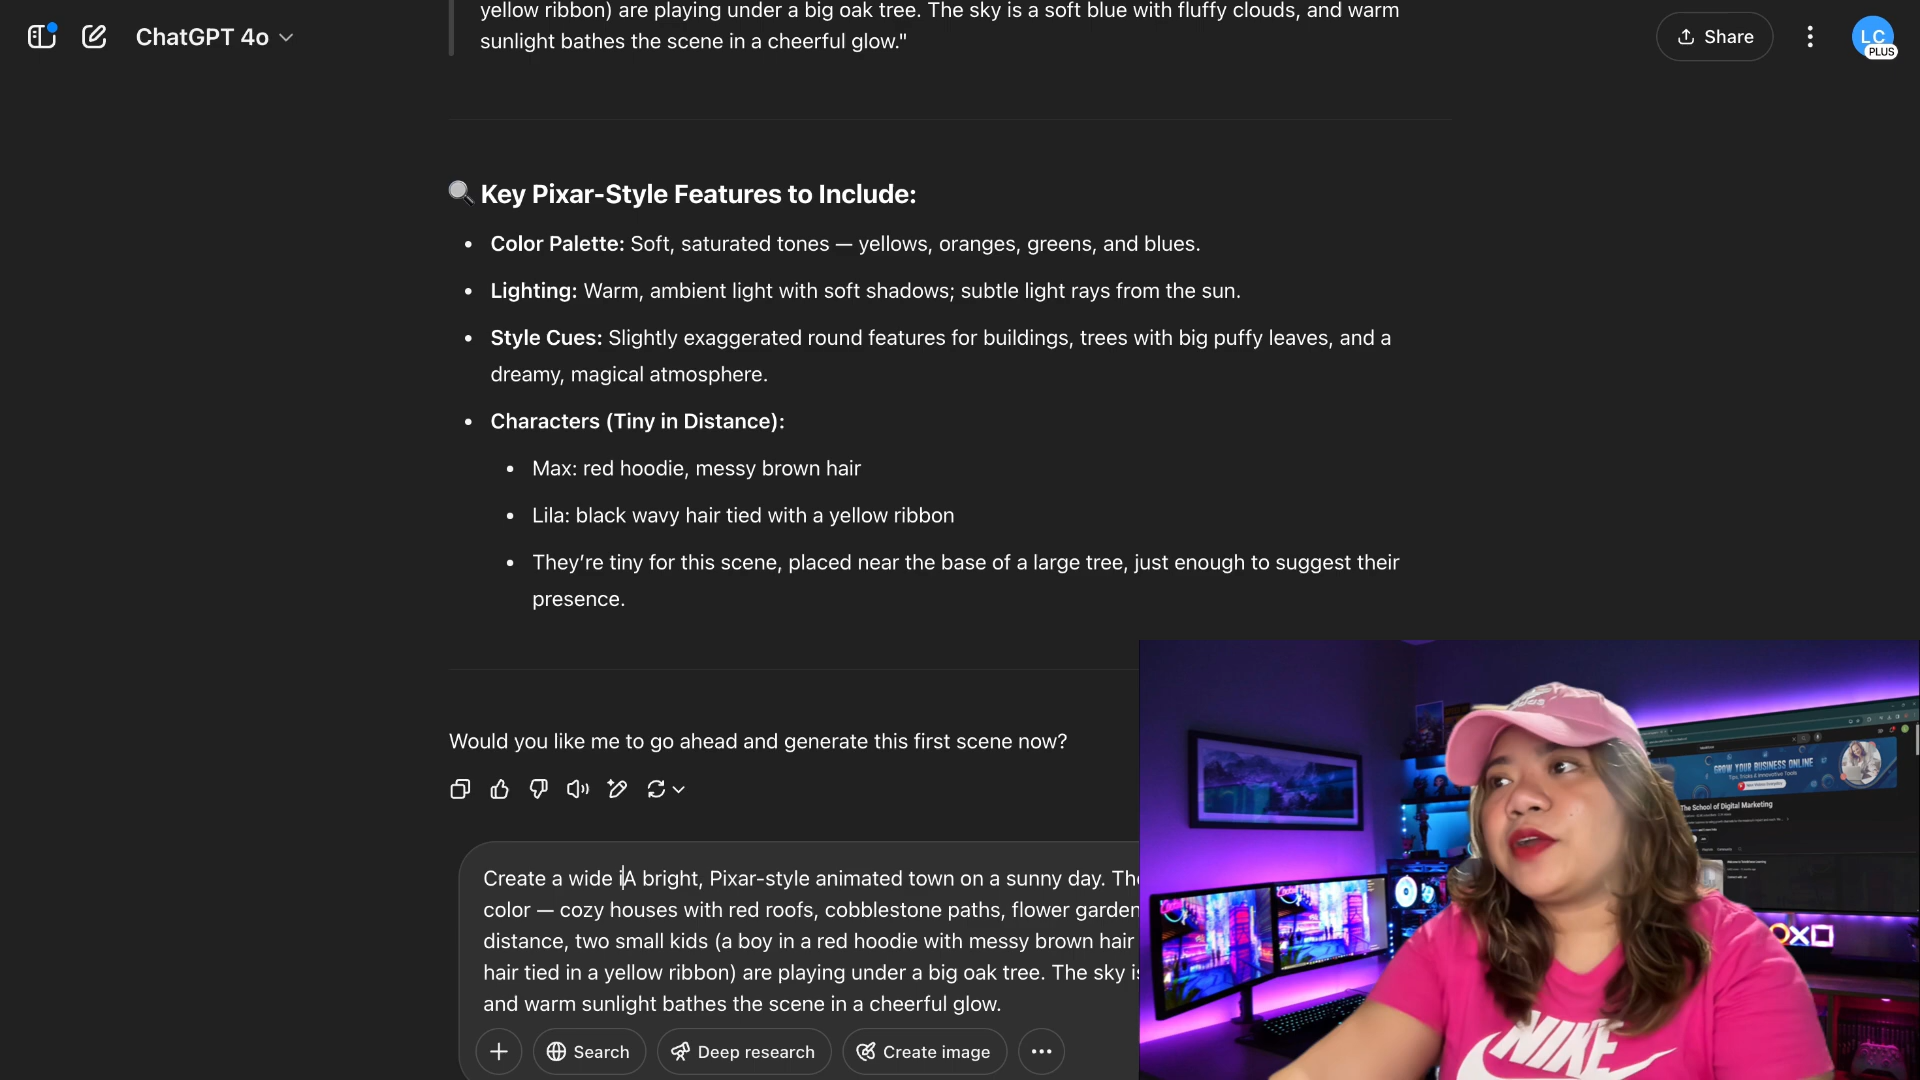 yellow ribbon) are playing under a big oak tree. The sky is a soft blue with fluffy clouds, and warm
ChatGPT 4o
Share
LC
PLUS
sunlight bathes the scene in a cheerful glow."
🔍 Key Pixar-Style Features to Include:
• Color Palette: Soft, saturated tones — yellows, oranges, greens, and blues.
• Lighting: Warm, ambient light with soft shadows; subtle light rays from the sun.
• Style Cues: Slightly exaggerated round features for buildings, trees with big puffy leaves, and a
dreamy, magical atmosphere.
• Characters (Tiny in Distance):
• Max: red hoodie, messy brown hair
• Lila: black wavy hair tied with a yellow ribbon
• They’re tiny for this scene, placed near the base of a large tree, just enough to suggest their
presence.
Would you like me to go ahead and generate this first scene now?
Create a wide iA bright, Pixar-style animated town on a sunny day. The
color — cozy houses with red roofs, cobblestone paths, flower garden
distance, two small kids (a boy in a red hoodie with messy brown hair
hair tied in a yellow ribbon) are playing under a big oak tree. The sky is
and warm sunlight bathes the scene in a cheerful glow.
Search
Deep research
Create image
GROW YOUR BUSINESS ONLINE
Tips, Tricks & Innovative Tools
The School of Digital Marketing
NIKE